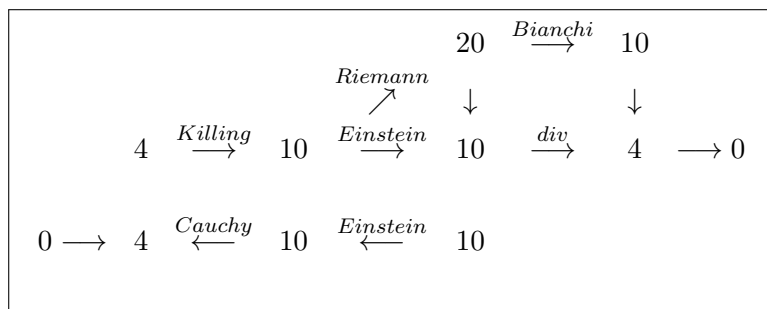 20 Bianchi → 10
Riemann ↗ ↓ ↓
4 Killing → 10 Einstein → 10 div → 4 → 0
0 → 4 Cauchy ← 10 Einstein ← 10